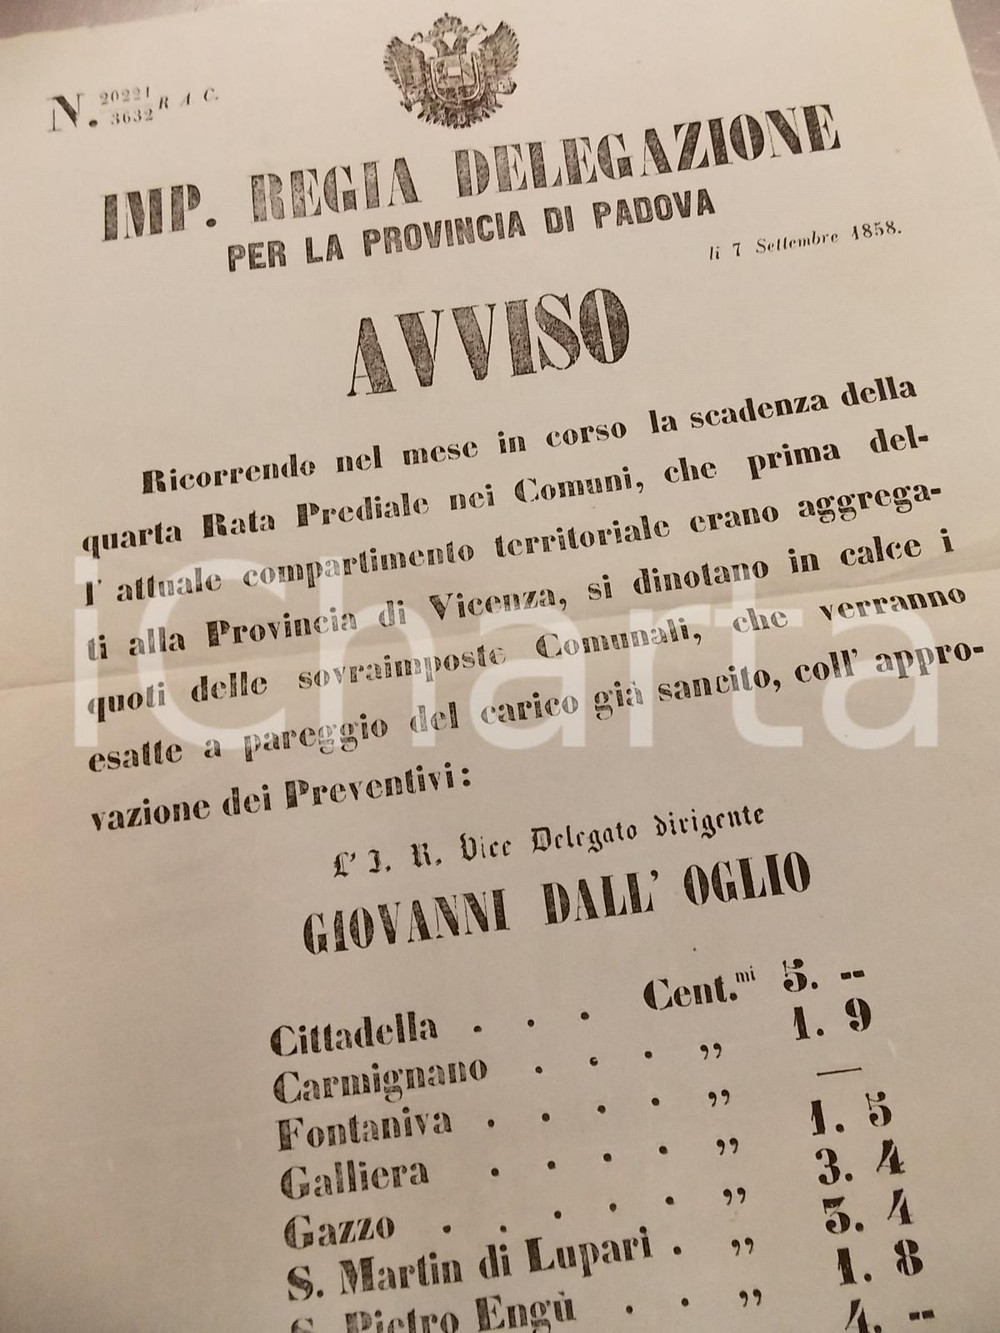 N. 20221 / 3632 R A C.
IMP. REGIA DELEGAZIONE
PER LA PROVINCIA DI PADOVA
li 7 Settembre 1858.
AVVISO
Ricorrendo nel mese in corso la scadenza della
quarta Rata Prediale nei Comuni, che prima del-
l' attuale compartimento territoriale erano aggrega-
ti alla Provincia di Vicenza, si dinotano in calce i
quoti delle sovraimposte Comunali, che verranno
esatte a pareggio del carico già sancito, coll' appro-
vazione dei Preventivi:
L' I. R. Vice Delegato dirigente
GIOVANNI DALL' OGLIO
Cittadella . . . Cent.mi 5. --
Carmignano . . . ,, 1. 9
Fontaniva . . . . ,, —
Galliera . . . . ,, 1. 5
Gazzo . . . . . ,, 3. 4
S. Martin di Lupari . ,, 3. 4
S. Pietro Engù . . ,, 1. 8
4. --
iCharta